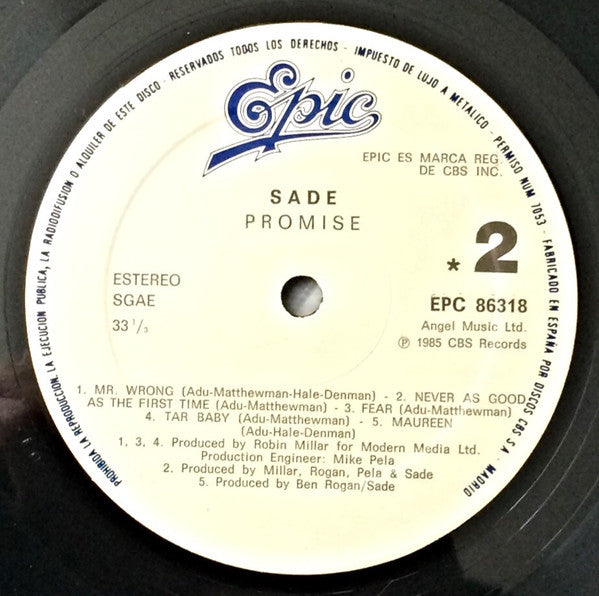 PROHIBIDA LA REPRODUCCION, LA EJECUCION PUBLICA, LA RADIODIFUSION O ALQUILER DE ESTE DISCO - RESERVADOS TODOS LOS DERECHOS - IMPUESTO DE LUJO A METALICO - PERMISO NUM 7053 - FABRICADO EN ESPAÑA POR DISCOS CBS S.A. - MADRID
Epic
EPIC ES MARCA REG.
DE CBS INC.
SADE
PROMISE
* 2
ESTEREO
SGAE
33 1/3
EPC 86318
Angel Music Ltd.
℗ 1985 CBS Records
1. MR. WRONG (Adu-Matthewman-Hale-Denman) - 2. NEVER AS GOOD
AS THE FIRST TIME (Adu-Matthewman) - 3. FEAR (Adu-Matthewman)
4. TAR BABY (Adu-Matthewman) - 5. MAUREEN
(Adu-Hale-Denman)
1, 3, 4. Produced by Robin Millar for Modern Media Ltd.
Production Engineer: Mike Pela
2. Produced by Millar, Rogan, Pela & Sade
5. Produced by Ben Rogan/Sade